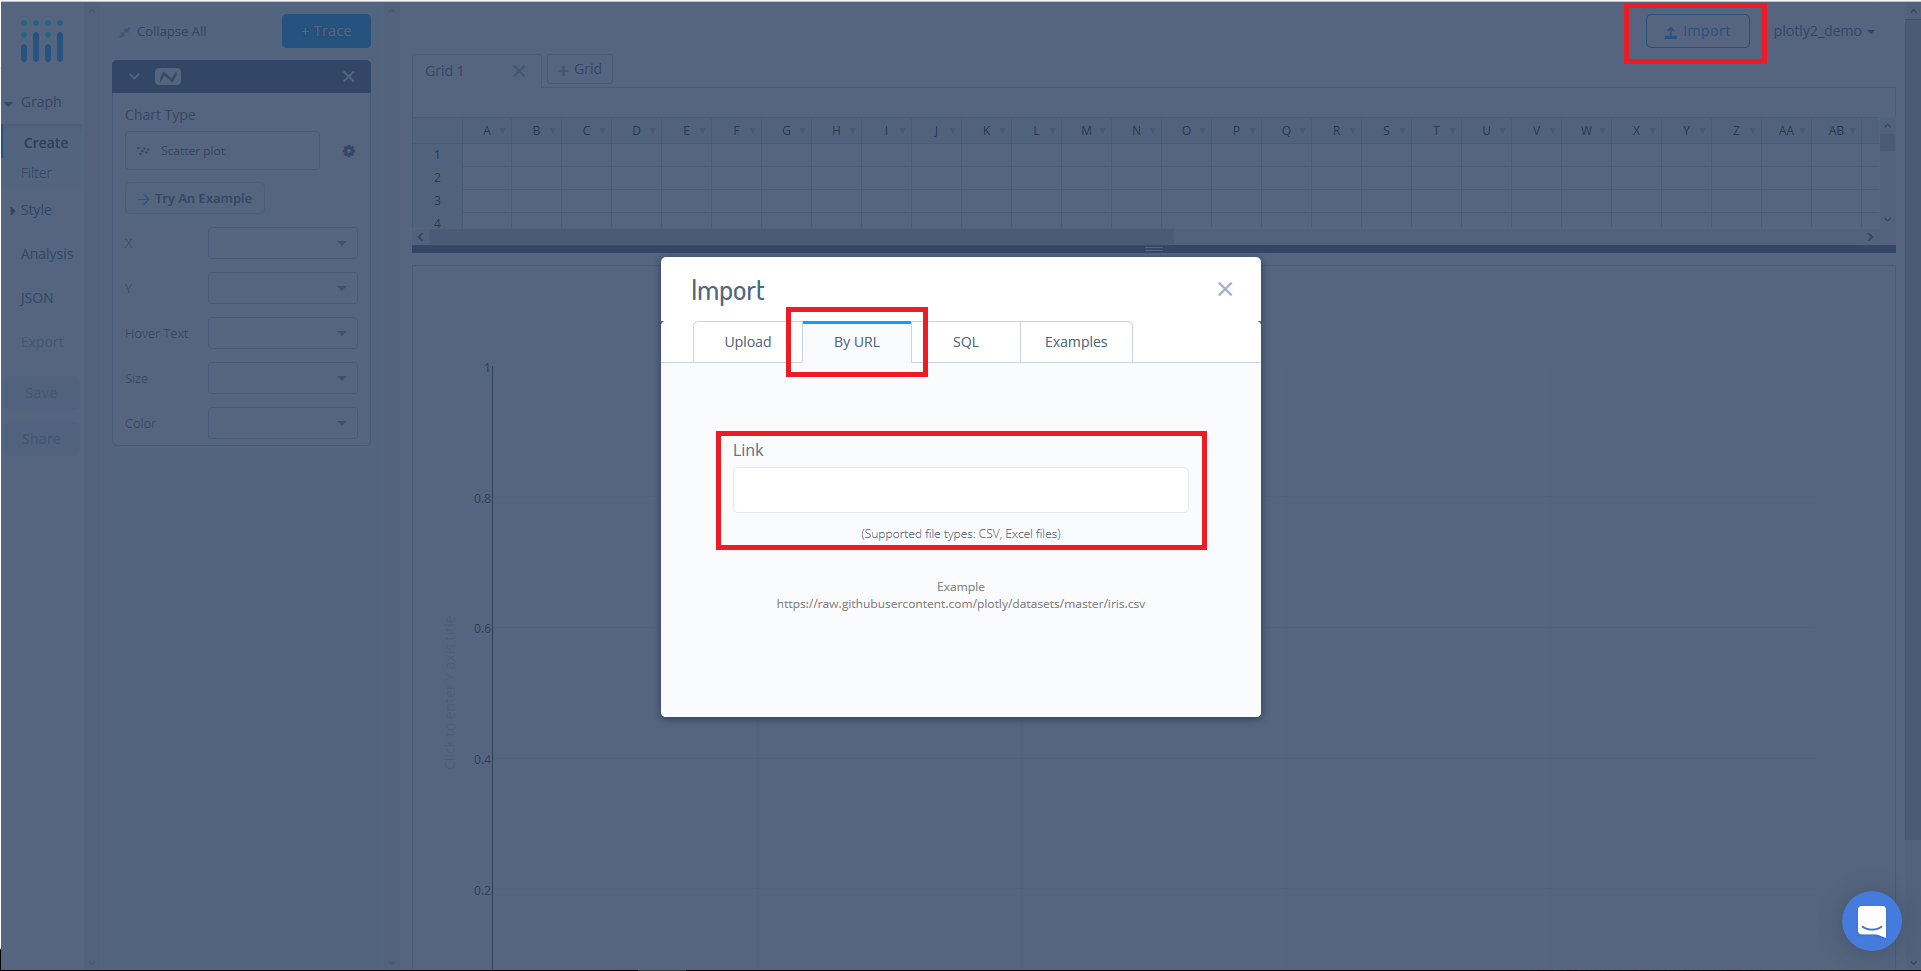 Collapse All
+ Trace
Import
plotly2_demo
Grid 1
+ Grid
Graph
Create
Filter
Style
Analysis
JSON
Export
Save
Share
Chart Type
Scatter plot
Try An Example
X
Y
Hover Text
Size
Color
A B C D E F G H I J K L M N O P Q R S T U V W X Y Z AA AB
1
2
3
4
Import
Upload By URL SQL Examples
Link
(Supported file types: CSV, Excel files)
Example
https://raw.githubusercontent.com/plotly/datasets/master/iris.csv
1
0.8
0.6
0.4
0.2
Click to enter Y axis title